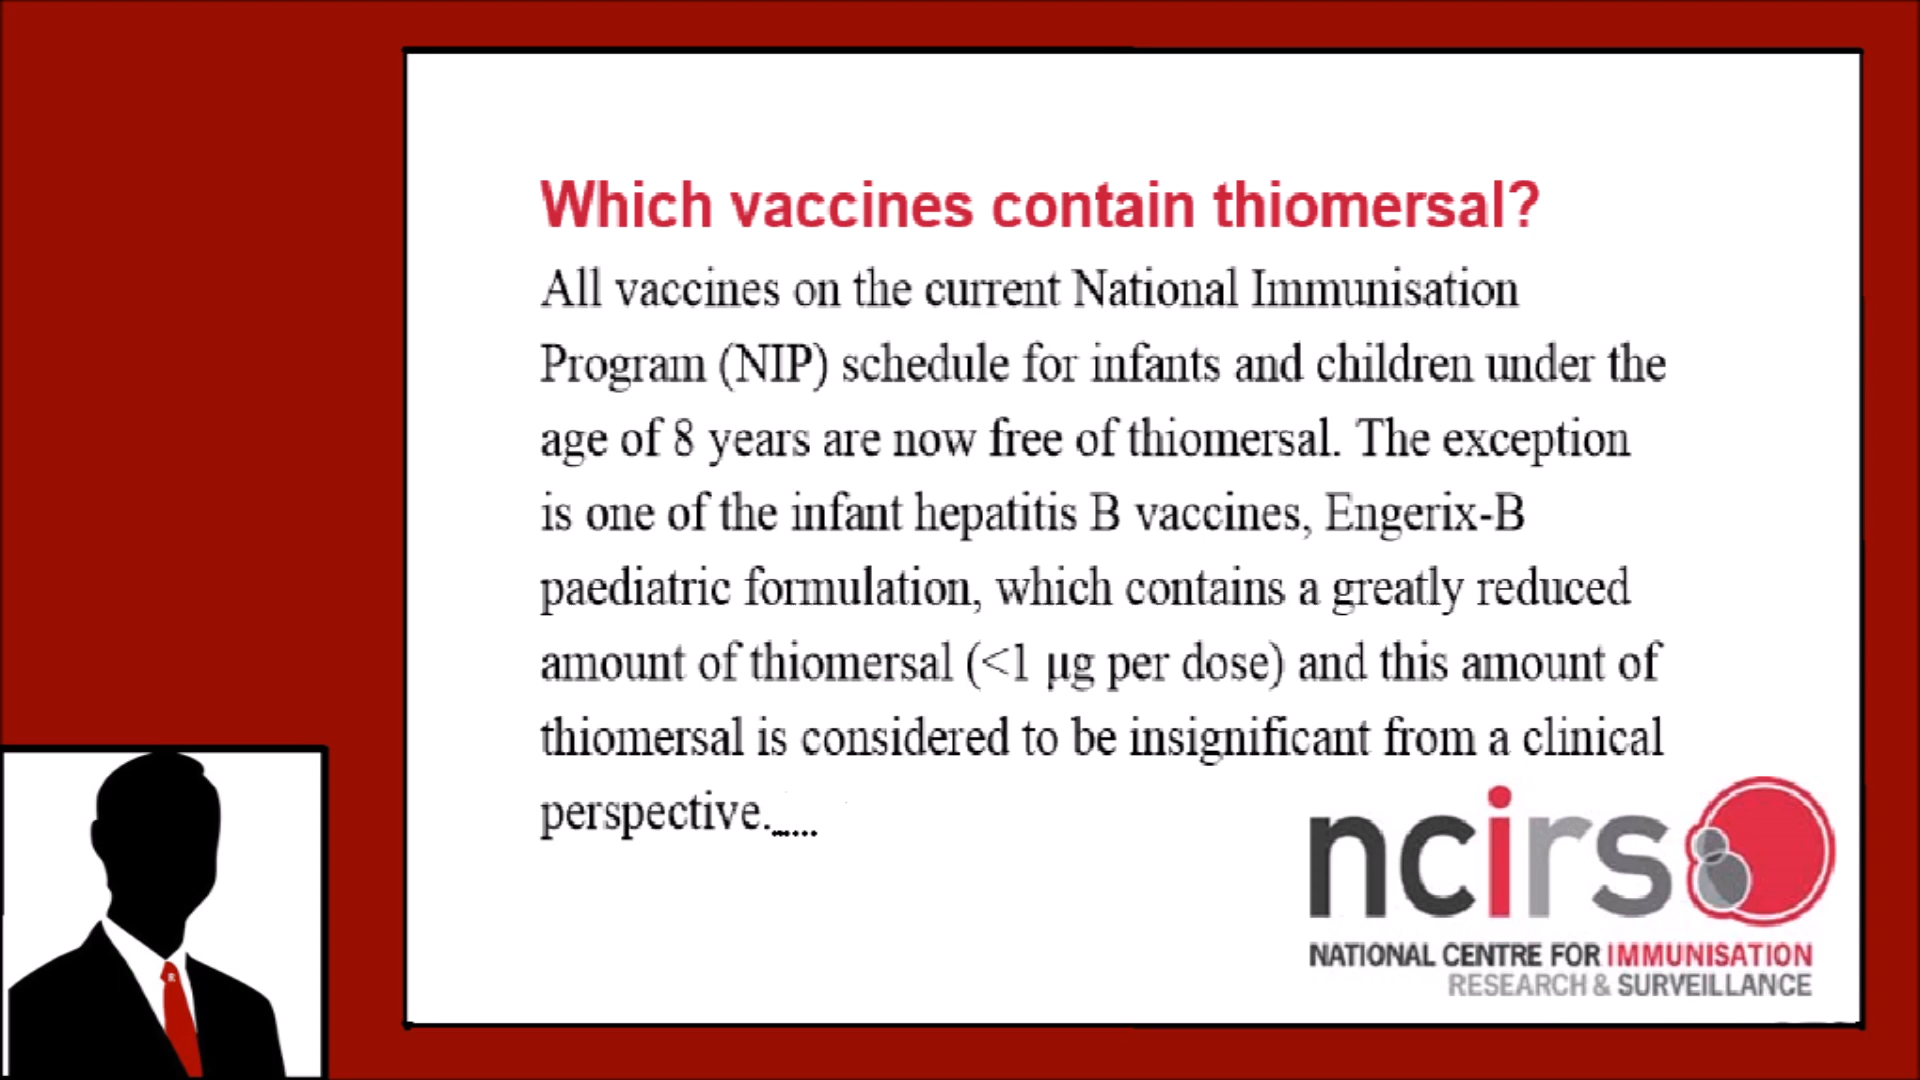 Which vaccines contain thiomersal?
All vaccines on the current National Immunisation
Program (NIP) schedule for infants and children under the
age of 8 years are now free of thiomersal. The exception
is one of the infant hepatitis B vaccines, Engerix-B
paediatric formulation, which contains a greatly reduced
amount of thiomersal (<1 µg per dose) and this amount of
thiomersal is considered to be insignificant from a clinical
perspective......
ncirs
NATIONAL CENTRE FOR IMMUNISATION
RESEARCH & SURVEILLANCE
R